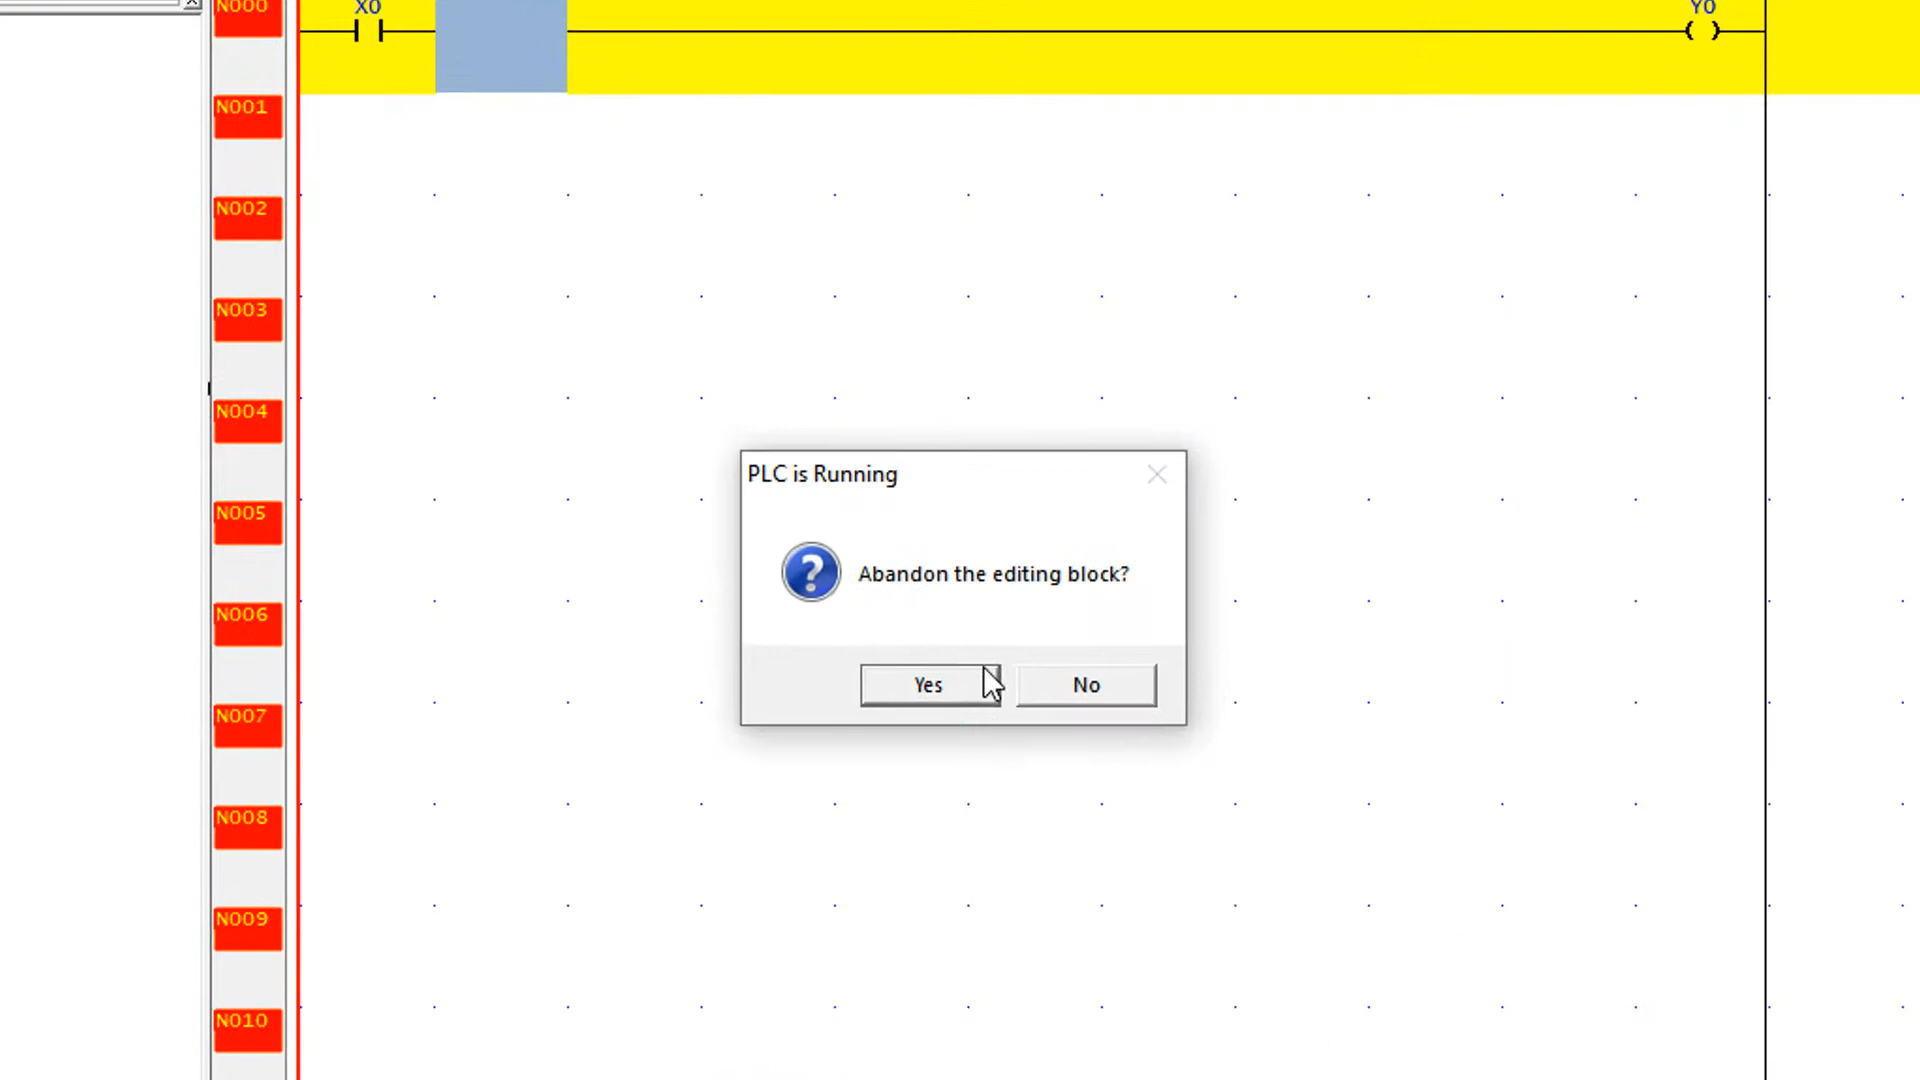 N000
X0
Y0
N001
N002
N003
N004
N005
N006
N007
N008
N009
N010
PLC is Running
Abandon the editing block?
Yes
No